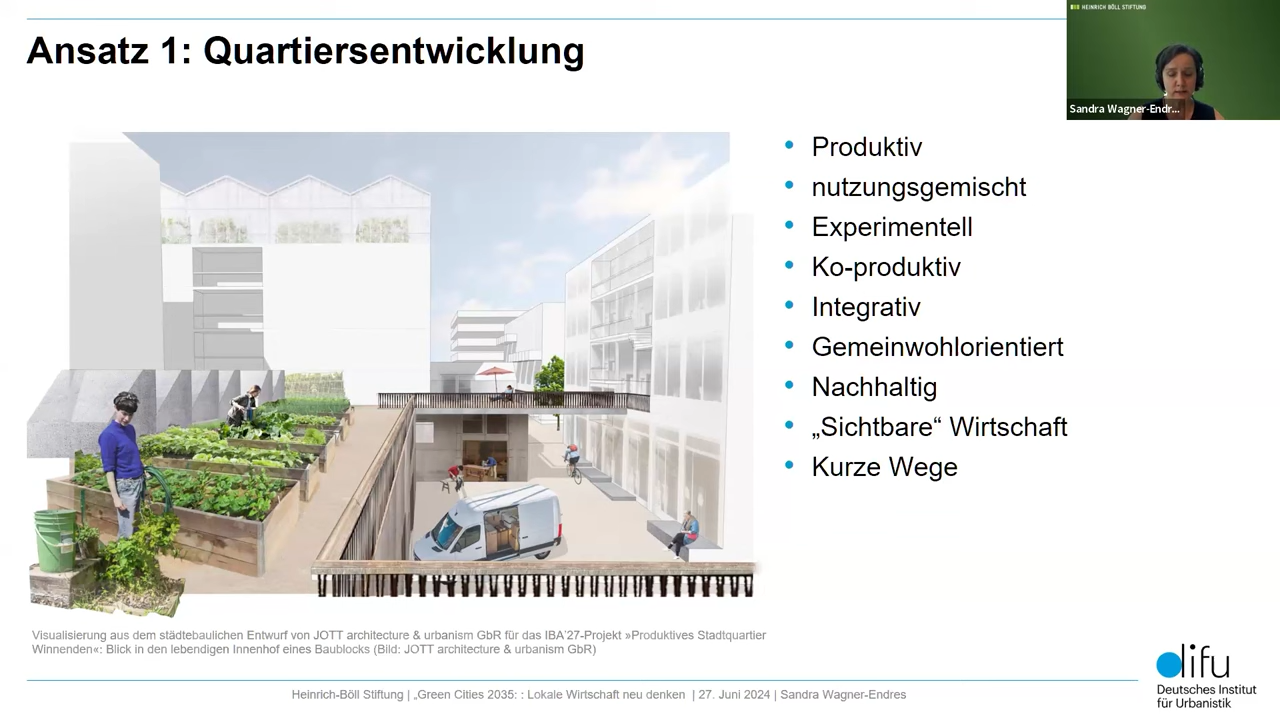 HEINRICH BÖLL STIFTUNG
Sandra Wagner-Endr...
Ansatz 1: Quartiersentwicklung
• Produktiv
• nutzungsgemischt
• Experimentell
• Ko-produktiv
• Integrativ
• Gemeinwohlorientiert
• Nachhaltig
• „Sichtbare“ Wirtschaft
• Kurze Wege
Visualisierung aus dem städtebaulichen Entwurf von JOTT architecture & urbanism GbR für das IBA’27-Projekt »Produktives Stadtquartier
Winnenden«: Blick in den lebendigen Innenhof eines Baublocks (Bild: JOTT architecture & urbanism GbR)
Heinrich-Böll Stiftung | „Green Cities 2035: : Lokale Wirtschaft neu denken | 27. Juni 2024 | Sandra Wagner-Endres
difu
Deutsches Institut
für Urbanistik